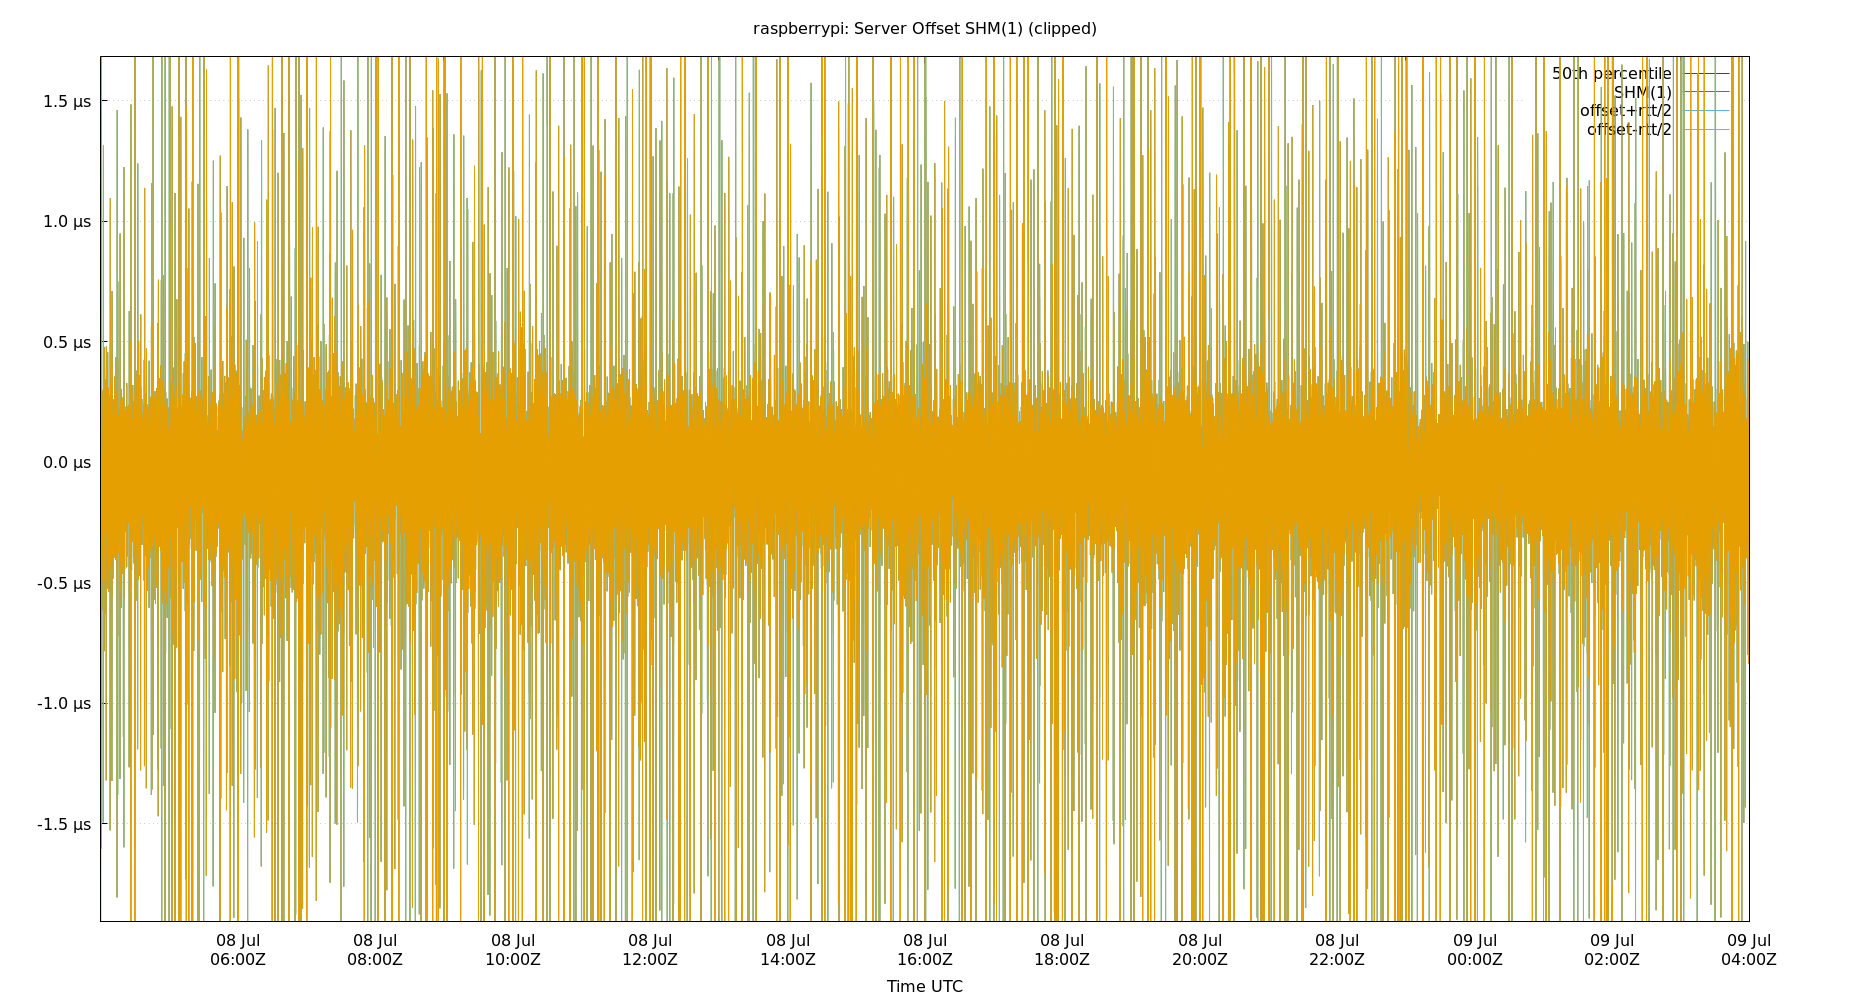 raspberrypi: Server Offset SHM(1) (clipped)
50th percentile
SHM(1)
offset+rtt/2
offset-rtt/2
1.5 µs
1.0 µs
0.5 µs
0.0 µs
-0.5 µs
-1.0 µs
-1.5 µs
08 Jul 08 Jul 08 Jul 08 Jul 08 Jul 08 Jul 08 Jul 08 Jul 08 Jul 09 Jul 09 Jul 09 Jul
06:00Z 08:00Z 10:00Z 12:00Z 14:00Z 16:00Z 18:00Z 20:00Z 22:00Z 00:00Z 02:00Z 04:00Z
Time UTC